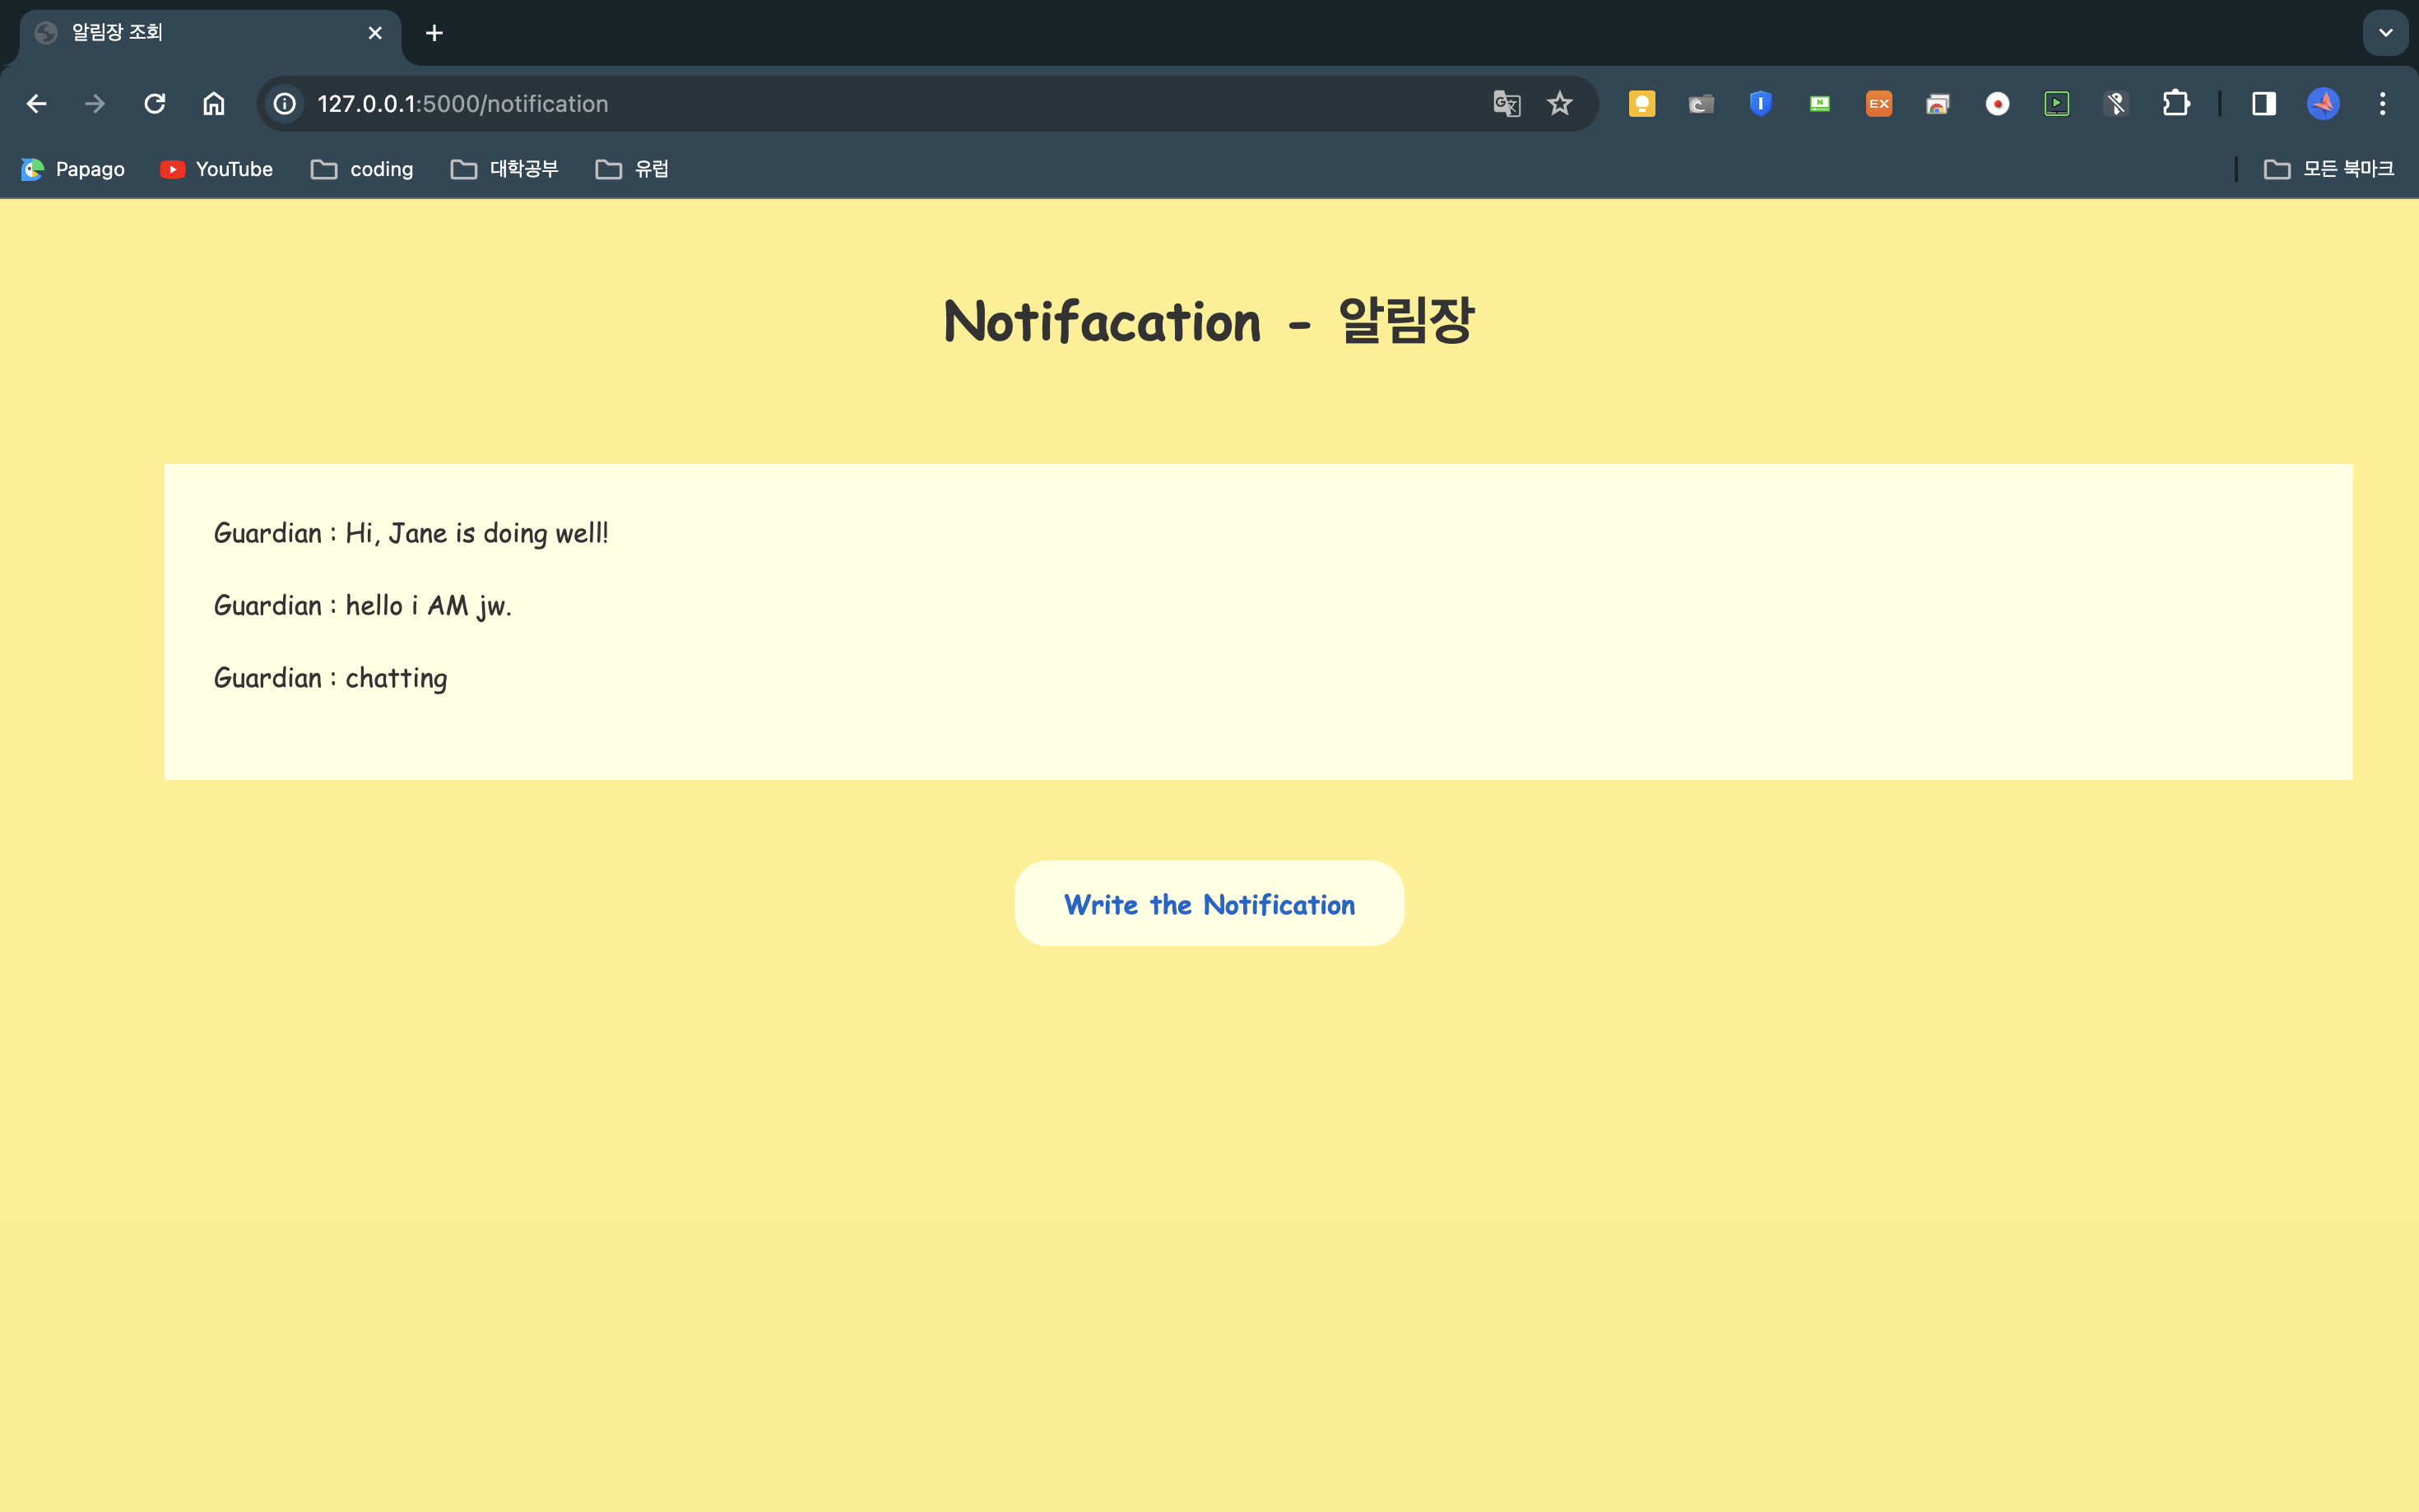 알림장 조회
127.0.0.1:5000/notification
EX
Papago
YouTube
coding
대학공부
유럽
모든 북마크
Notifacation - 알림장
Guardian : Hi, Jane is doing well!
Guardian : hello i AM jw.
Guardian : chatting
Write the Notification